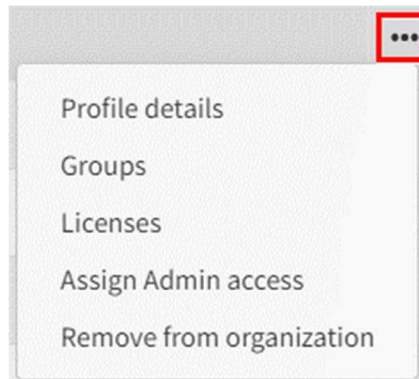 Profile details
Groups
Licenses
Assign Admin access
Remove from organization